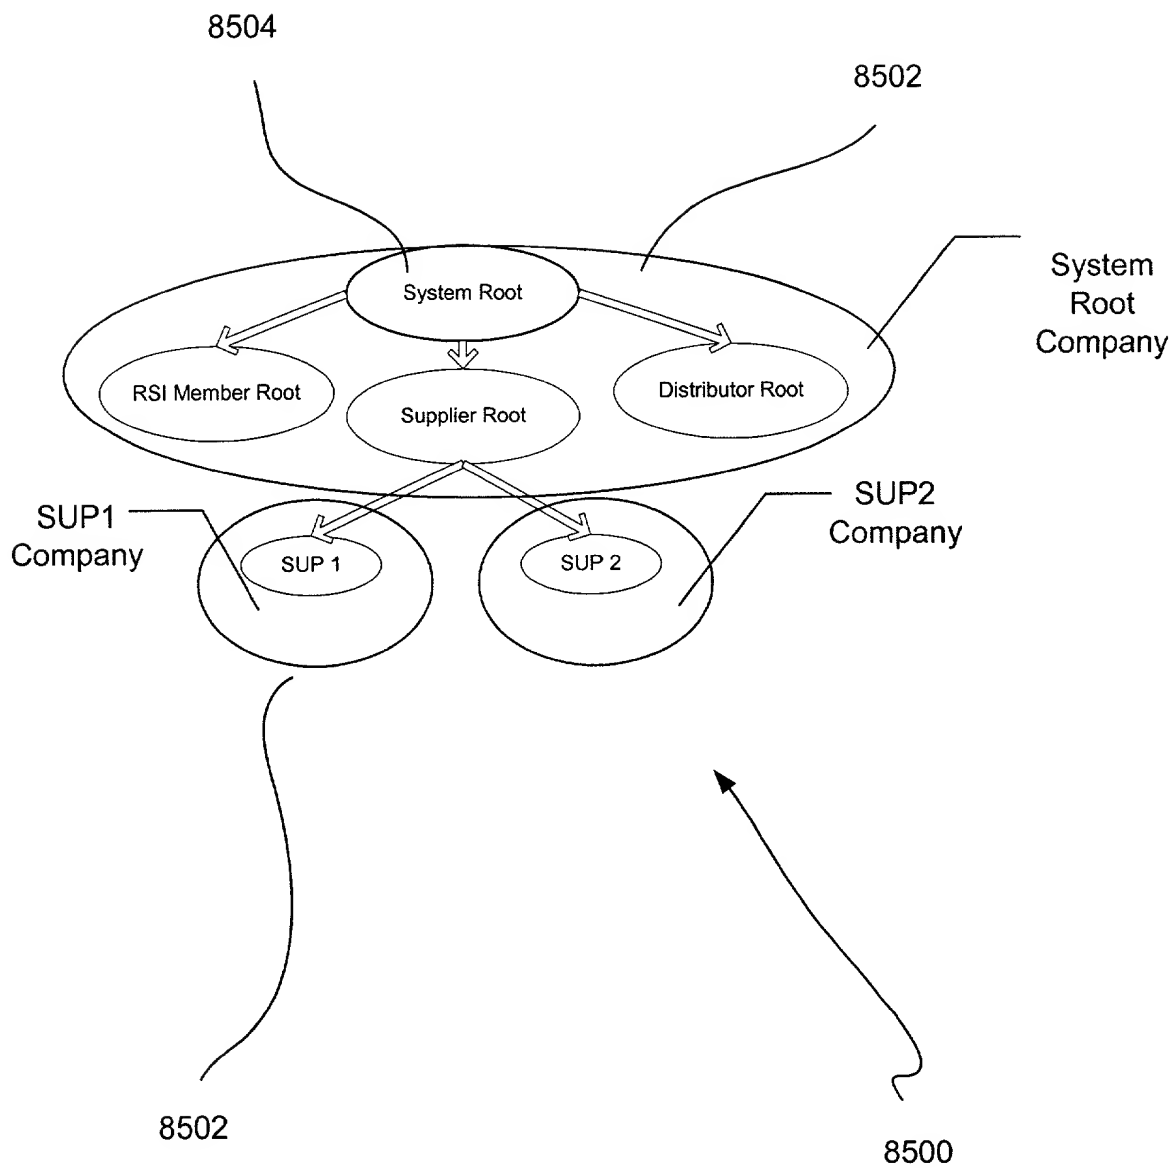 8504
8502
System
Root
Company
System Root
RSI Member Root
Supplier Root
Distributor Root
SUP1
Company
SUP2
Company
SUP 1
SUP 2
8502
8500